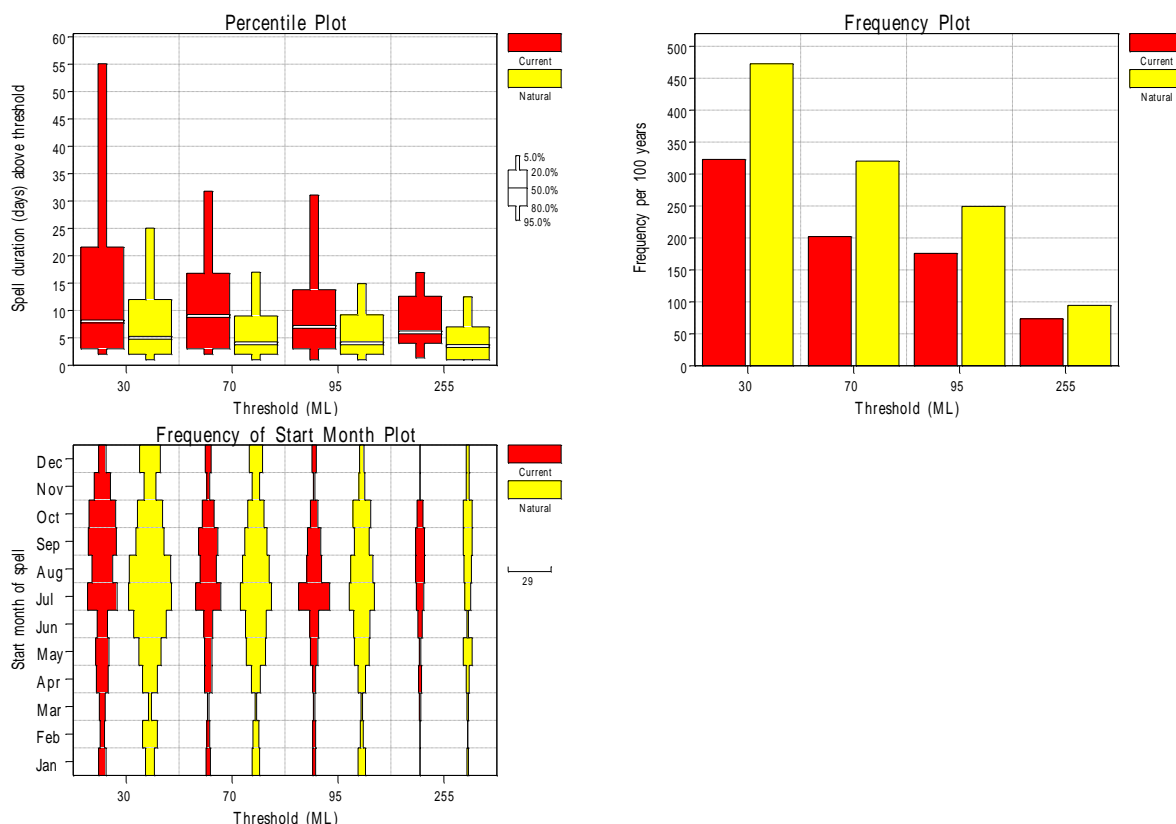 Percentile Plot
Spell duration (days) above threshold
60
55
50
45
40
35
30
25
20
15
10
5
0
30 70 95 255
Threshold (ML)
Current
Natural
5.0%
20.0%
50.0%
80.0%
95.0%
Frequency Plot
Frequency per 100 years
500
450
400
350
300
250
200
150
100
50
0
30 70 95 255
Threshold (ML)
Current
Natural
Frequency of Start Month Plot
Start month of spell
Dec
Nov
Oct
Sep
Aug
Jul
Jun
May
Apr
Mar
Feb
Jan
30 70 95 255
Threshold (ML)
Current
Natural
29